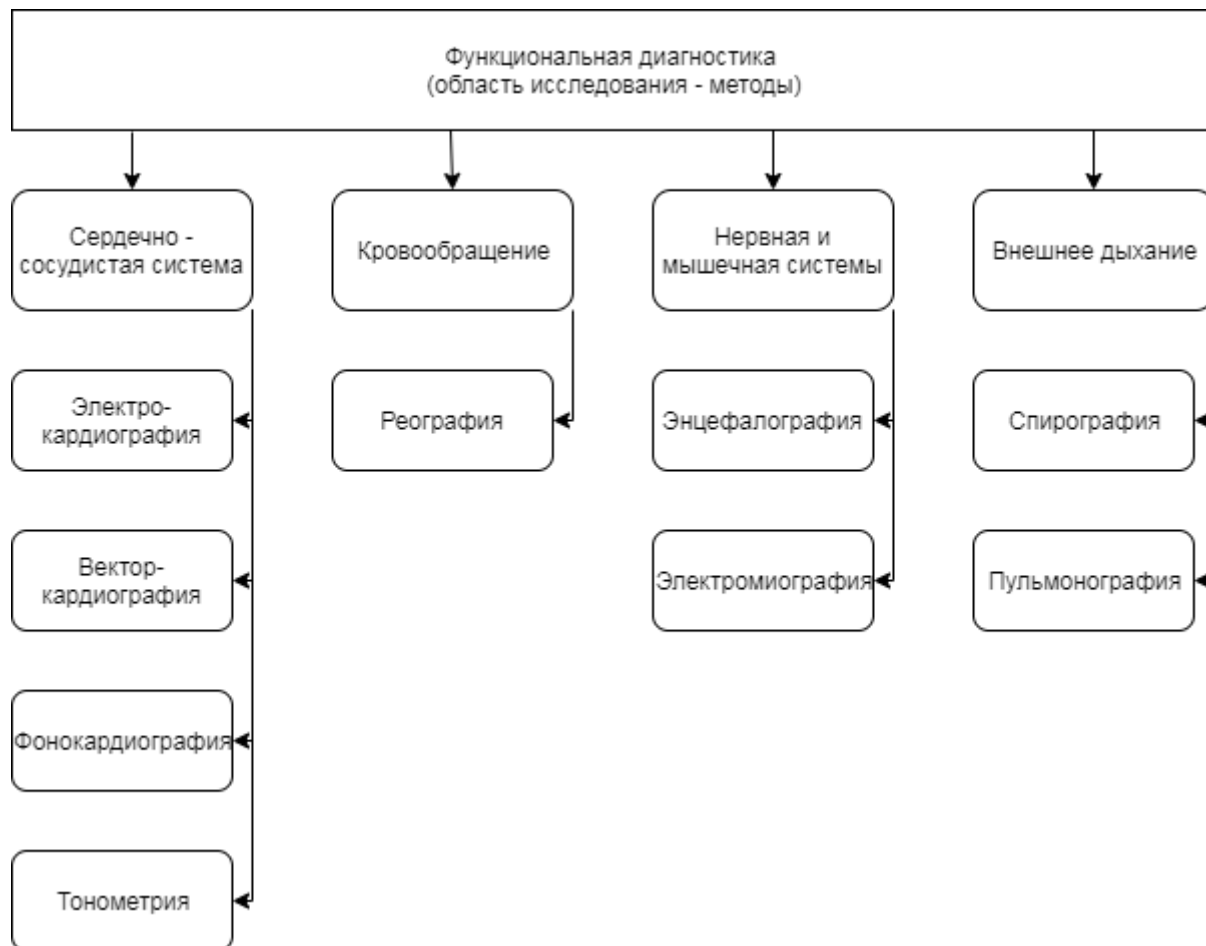 Функциональная диагностика
(область исследования - методы)
Сердечно -
сосудистая система
Кровообращение
Нервная и
мышечная системы
Внешнее дыхание
Электро-
кардиография
Реография
Энцефалография
Спирография
Вектор-
кардиография
Электромиография
Пульмонография
Фонокардиография
Тонометрия